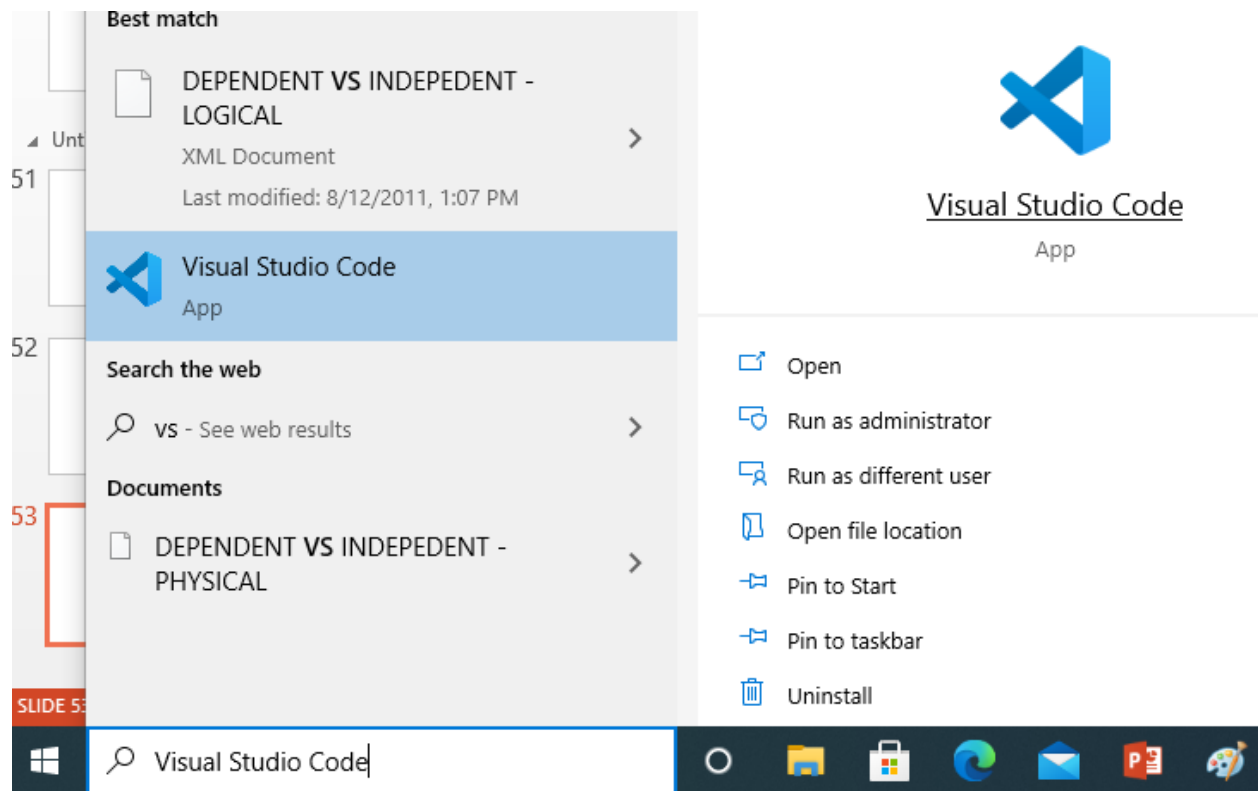 Best match
DEPENDENT VS INDEPEDENT -
LOGICAL
XML Document
Last modified: 8/12/2011, 1:07 PM
Visual Studio Code
App
Search the web
vs - See web results
Documents
DEPENDENT VS INDEPEDENT -
PHYSICAL
Visual Studio Code
App
Open
Run as administrator
Run as different user
Open file location
Pin to Start
Pin to taskbar
Uninstall
Unt
51
52
53
SLIDE 53
Visual Studio Code
P